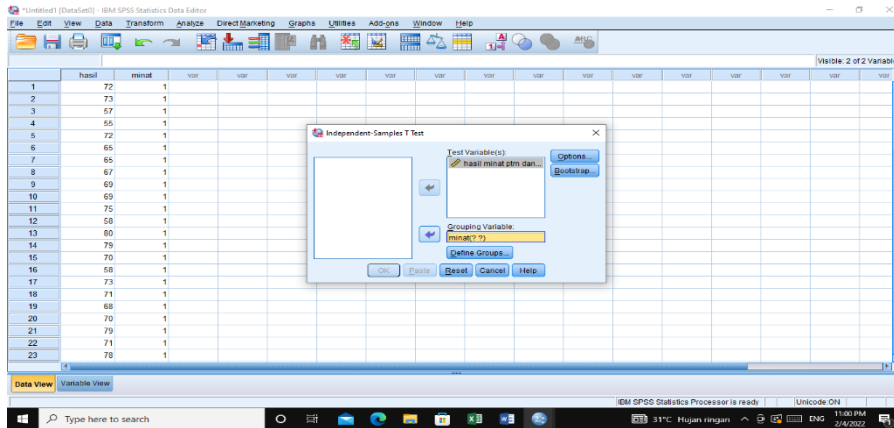 *Untitled1 [DataSet0] - IBM SPSS Statistics Data Editor
File Edit View Data Transform Analyze Direct Marketing Graphs Utilities Add-ons Window Help
Visible: 2 of 2 Variable
hasil minat var var var var var var var var var var var var var var var
1 72 1
2 73 1
3 57 1
4 55 1
5 72 1
6 65 1
7 65 1
8 67 1
9 69 1
10 69 1
11 75 1
12 58 1
13 80 1
14 79 1
15 70 1
16 58 1
17 73 1
18 71 1
19 68 1
20 70 1
21 79 1
22 71 1
23 78 1
Independent-Samples T Test
Test Variable(s):
hasil minat ptm dan...
Options...
Bootstrap...
Grouping Variable:
minat(? ?)
Define Groups...
OK Paste Reset Cancel Help
Data View Variable View
IBM SPSS Statistics Processor is ready Unicode:ON
Type here to search
31°C Hujan ringan ENG 11:00 PM
2/4/2022